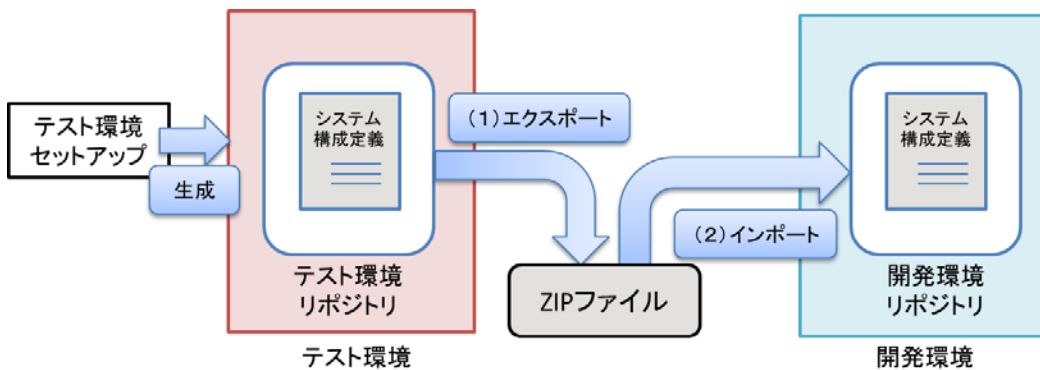 テスト環境
セットアップ
生成
システム
構成定義
テスト環境
リポジトリ
テスト環境
(1)エクスポート
ZIPファイル
(2)インポート
システム
構成定義
開発環境
リポジトリ
開発環境